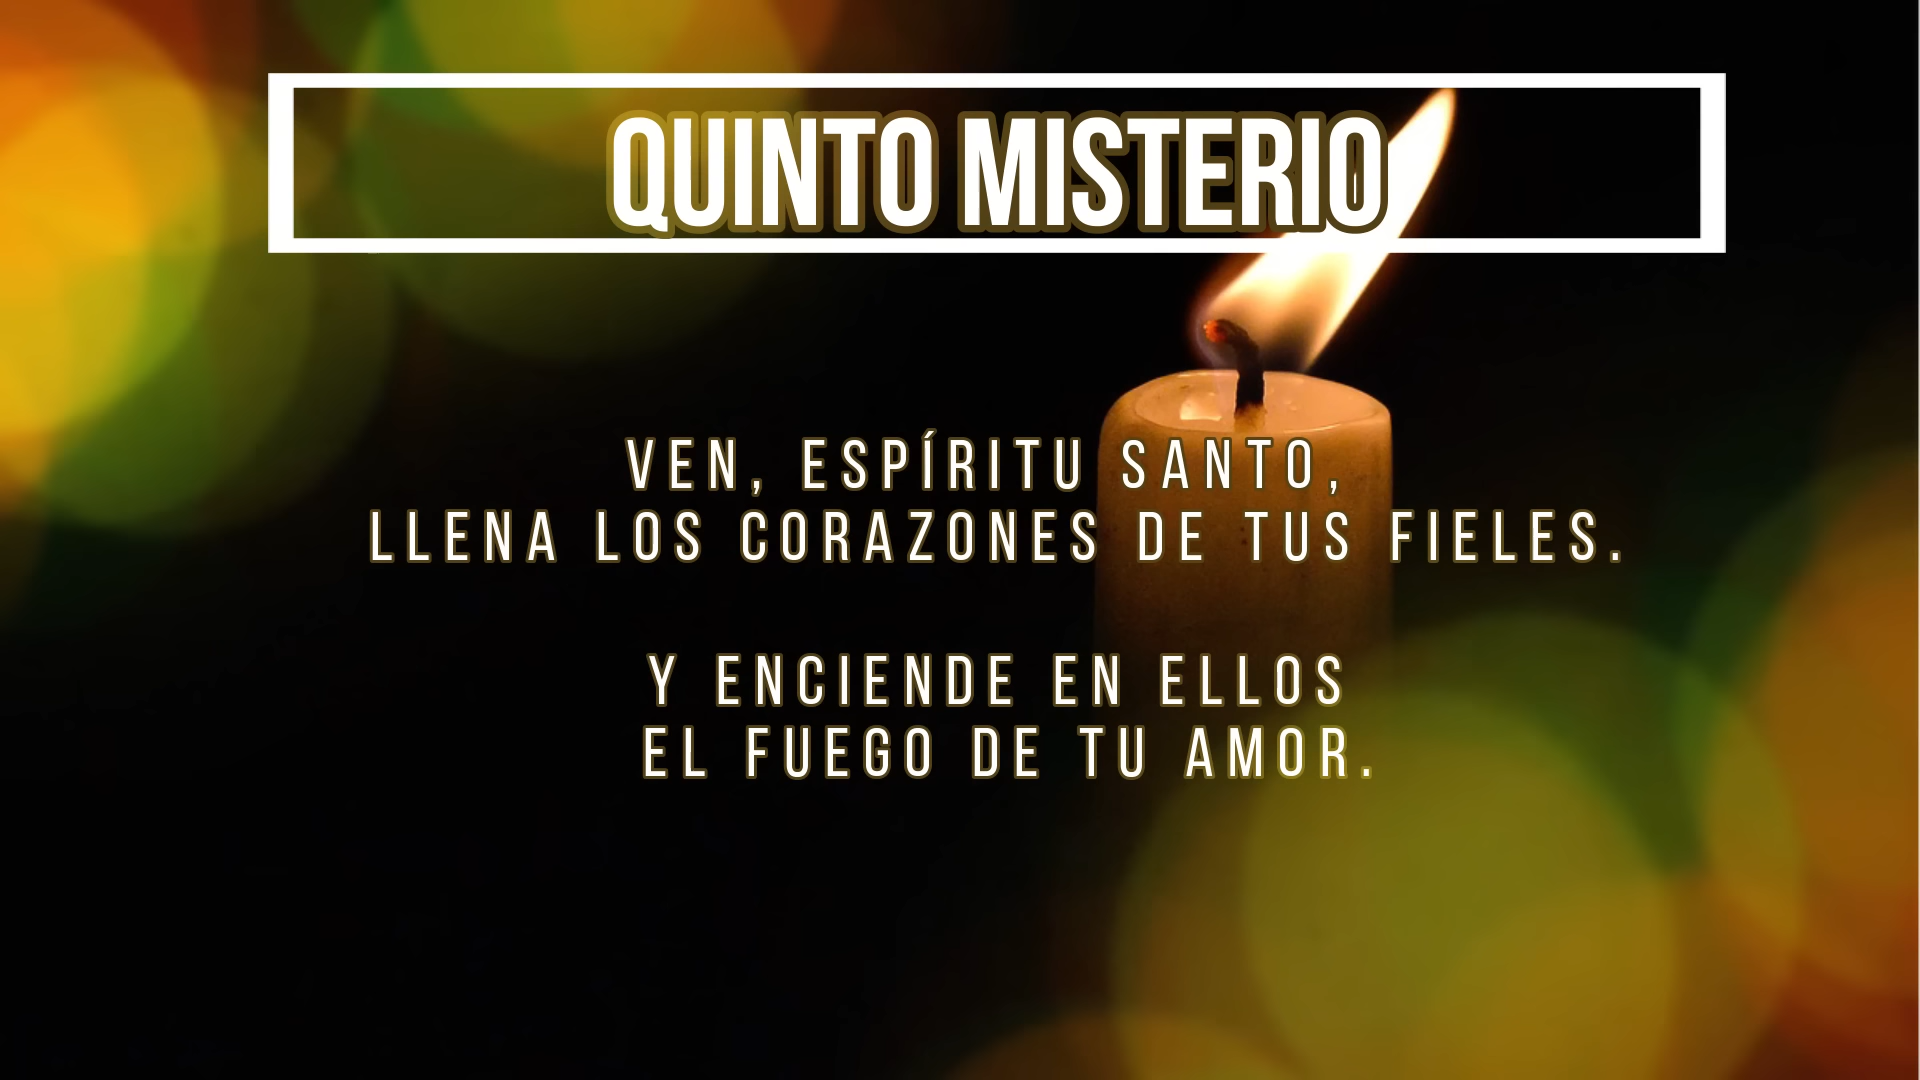 QUINTO MISTERIO
VEN, ESPÍRITU SANTO,
LLENA LOS CORAZONES DE TUS FIELES.
Y ENCIENDE EN ELLOS
EL FUEGO DE TU AMOR.